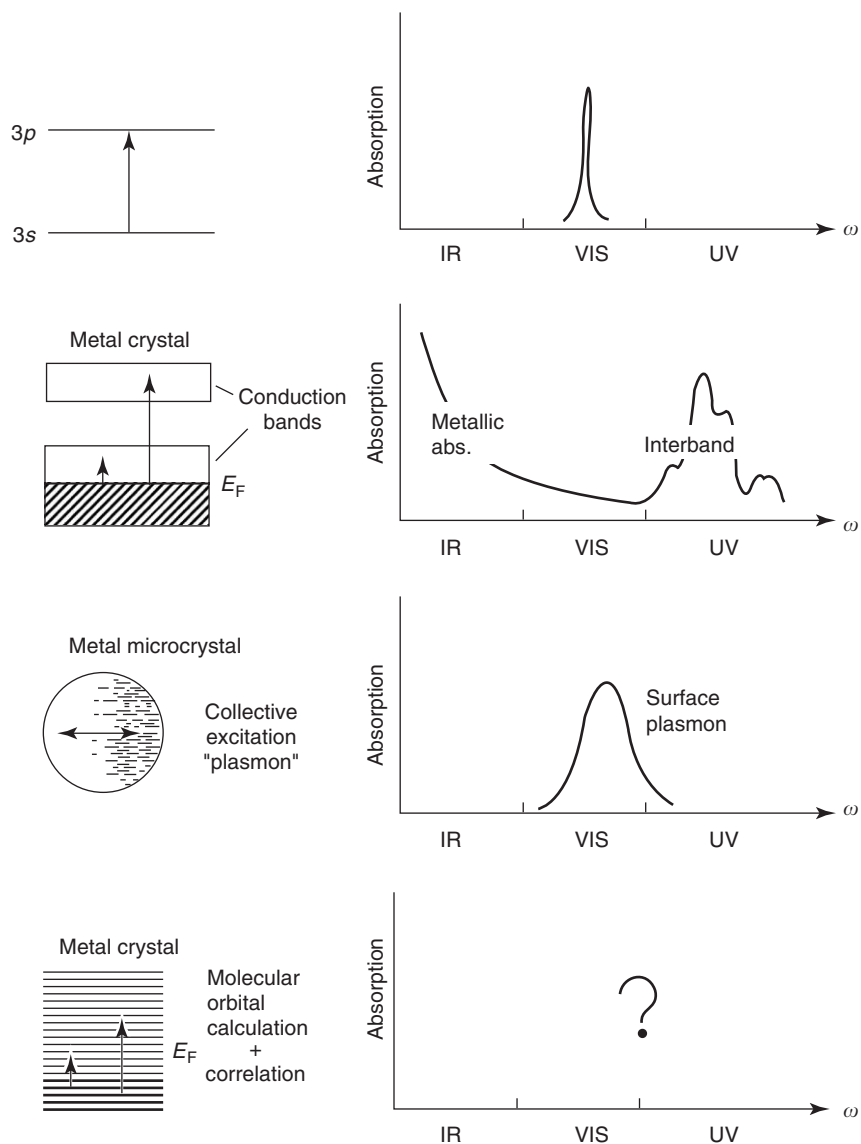 3p
3s
Absorption
IR VIS UV
ω
Metal crystal
Conduction
bands
E_F
Absorption
Metallic
abs.
Interband
IR VIS UV
ω
Metal microcrystal
Collective
excitation
"plasmon"
Absorption
Surface
plasmon
IR VIS UV
ω
Metal crystal
Molecular
orbital
calculation
+
correlation
E_F
Absorption
?
IR VIS UV
ω